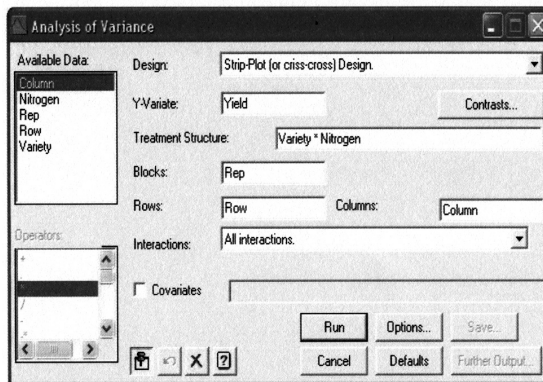 Analysis of Variance
Available Data:
Column
Nitrogen
Rep
Row
Variety
Operators:
+
.
*
/
-
Design: Strip-Plot (or criss-cross) Design.
Y-Variate: Yield Contrasts...
Treatment Structure: Variety * Nitrogen
Blocks: Rep
Rows: Row Columns: Column
Interactions: All interactions.
Covariates
Run Options... Save...
Cancel Defaults Further Output...